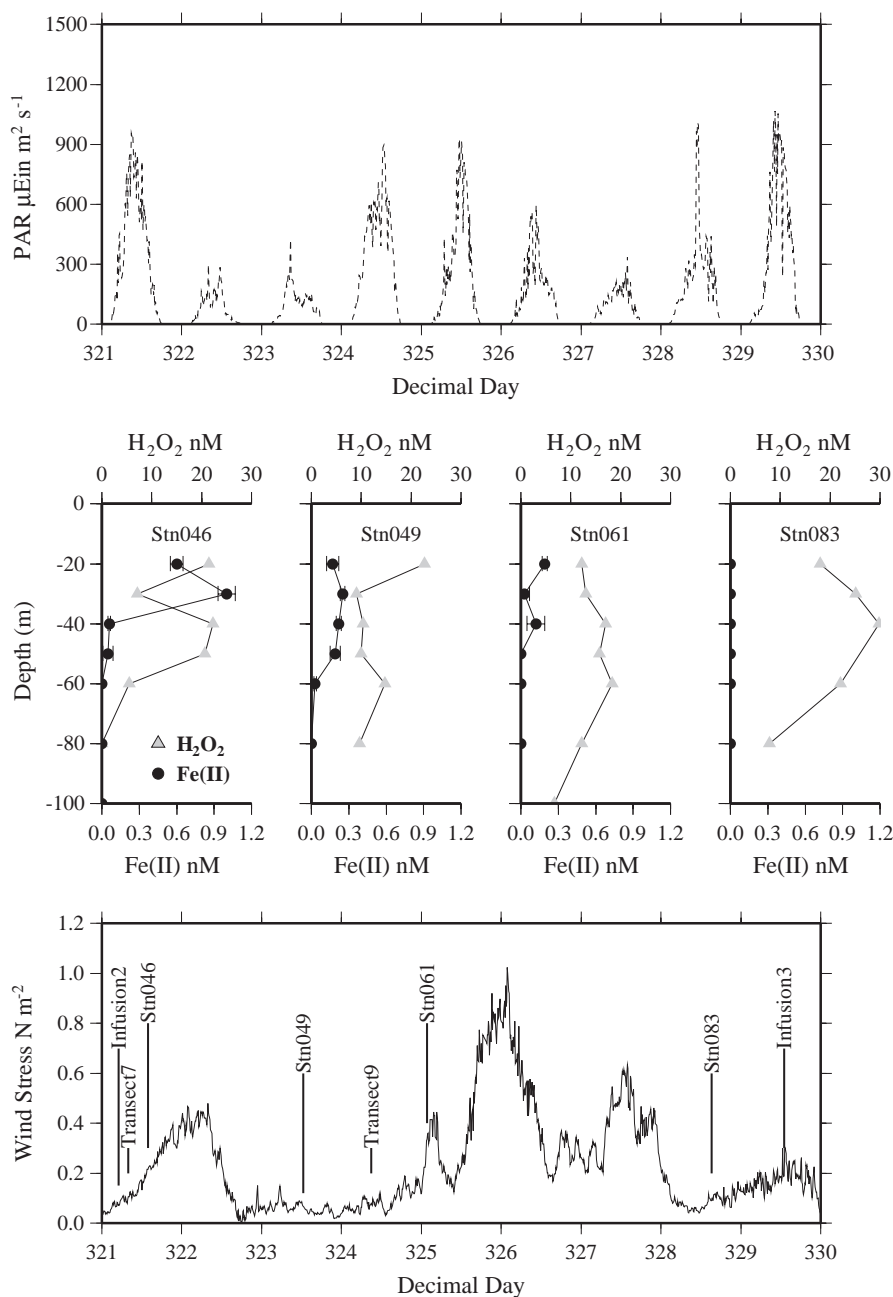 1500
1200
900
600
300
0
PAR µEin m² s⁻¹
321 322 323 324 325 326 327 328 329 330
Decimal Day
H₂O₂ nM H₂O₂ nM H₂O₂ nM H₂O₂ nM
0 10 20 30 0 10 20 30 0 10 20 30 0 10 20 30
0
-20
-40
-60
-80
-100
Depth (m)
Stn046 Stn049 Stn061 Stn083
H₂O₂
Fe(II)
0.0 0.3 0.6 0.9 1.2 0.0 0.3 0.6 0.9 1.2 0.0 0.3 0.6 0.9 1.2 0.0 0.3 0.6 0.9 1.2
Fe(II) nM Fe(II) nM Fe(II) nM Fe(II) nM
1.2
1.0
0.8
0.6
0.4
0.2
0.0
Wind Stress N m⁻²
Infusion2
Transect7
Stn046
Stn049
Transect9
Stn061
Stn083
Infusion3
321 322 323 324 325 326 327 328 329 330
Decimal Day